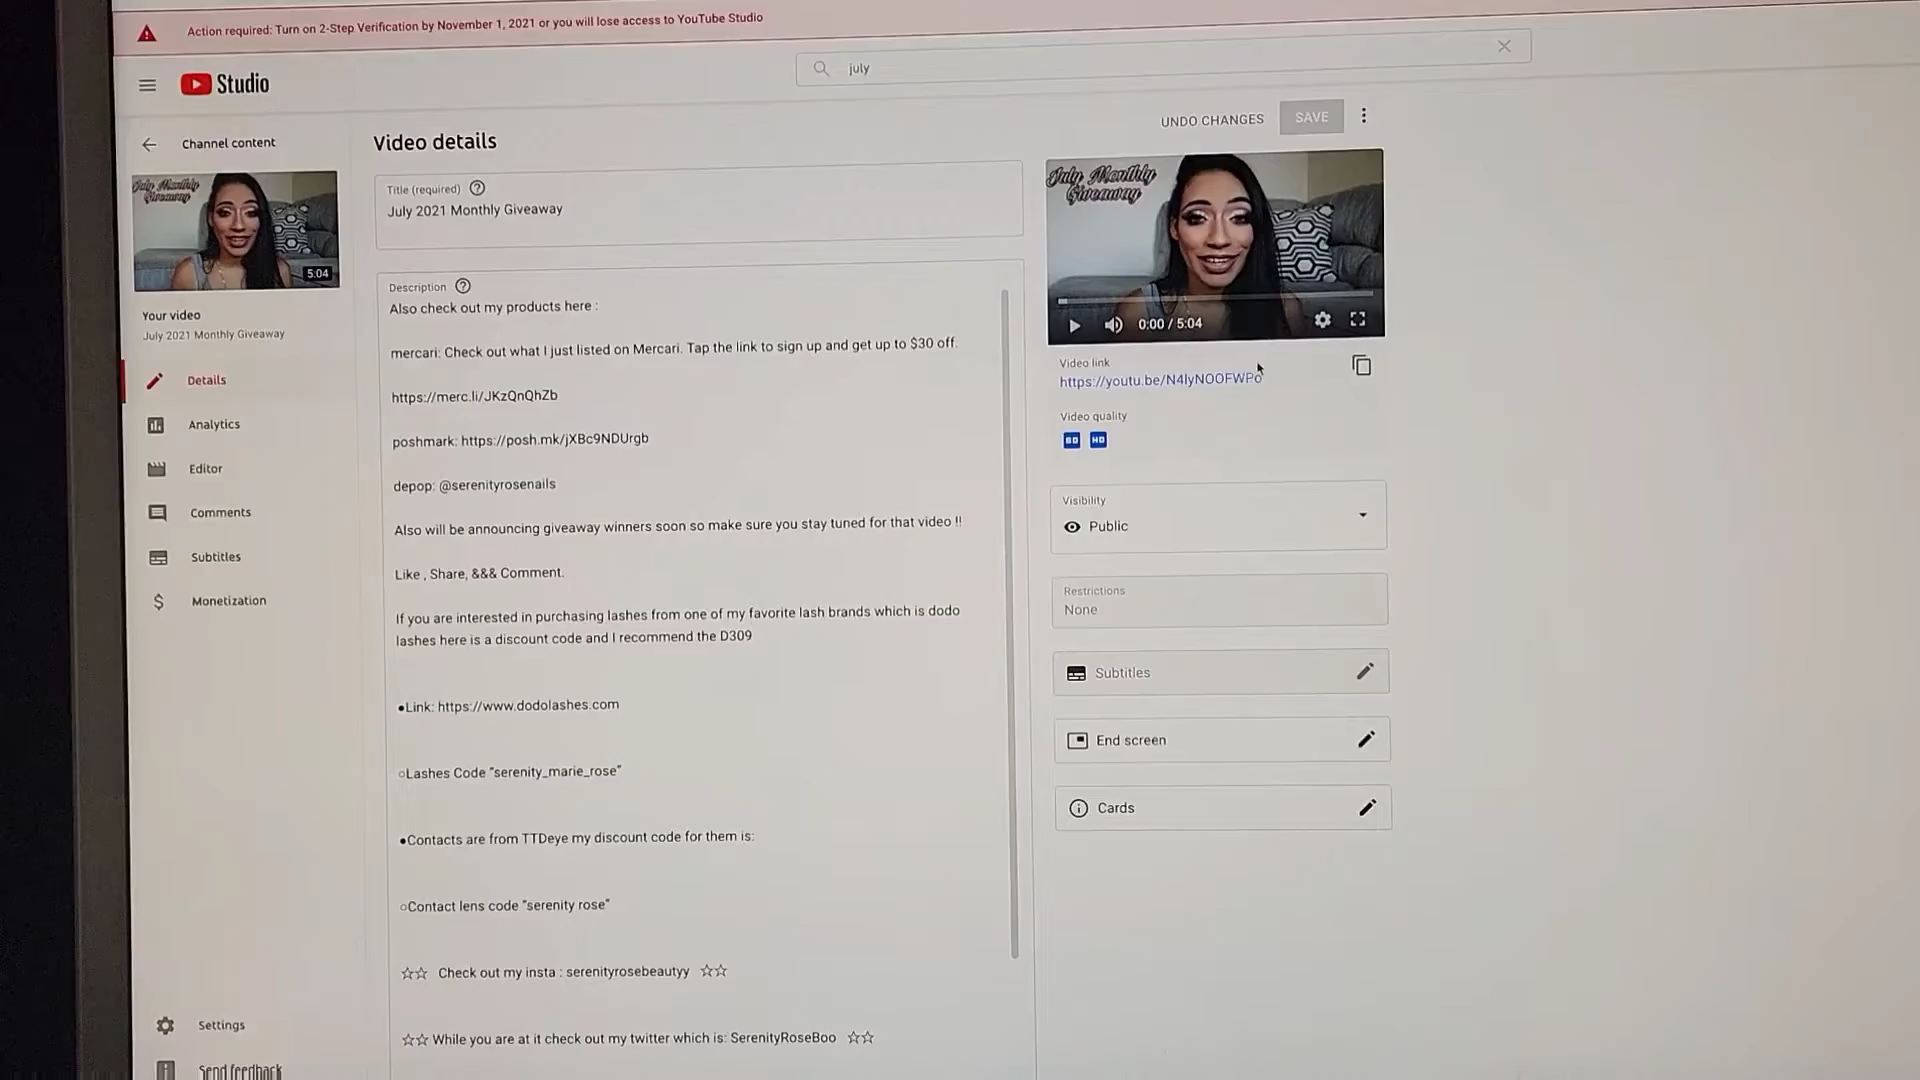 Action required: Turn on 2-Step Verification by November 1, 2021 or you will lose access to YouTube Studio
Studio
july
Channel content
Video details
UNDO CHANGES
SAVE
July Monthly
Giveaway
5:04
Your video
July 2021 Monthly Giveaway
Details
Analytics
Editor
Comments
Subtitles
Monetization
Settings
Send feedback
Title (required)
July 2021 Monthly Giveaway
Description
Also check out my products here :
mercari: Check out what I just listed on Mercari. Tap the link to sign up and get up to $30 off.
https://merc.li/JKzQnQhZb
poshmark: https://posh.mk/jXBc9NDUrgb
depop: @serenityrosenails
Also will be announcing giveaway winners soon so make sure you stay tuned for that video !!
Like , Share, &&& Comment.
If you are interested in purchasing lashes from one of my favorite lash brands which is dodo
lashes here is a discount code and I recommend the D309
●Link: https://www.dodolashes.com
○Lashes Code "serenity_marie_rose"
●Contacts are from TTDeye my discount code for them is:
○Contact lens code "serenity rose"
☆☆ Check out my insta : serenityrosebeautyy ☆☆
☆☆ While you are at it check out my twitter which is: SerenityRoseBoo ☆☆
July Monthly
Giveaway
0:00 / 5:04
Video link
https://youtu.be/N4lyNOOFWPo
Video quality
SD HD
Visibility
Public
Restrictions
None
Subtitles
End screen
Cards